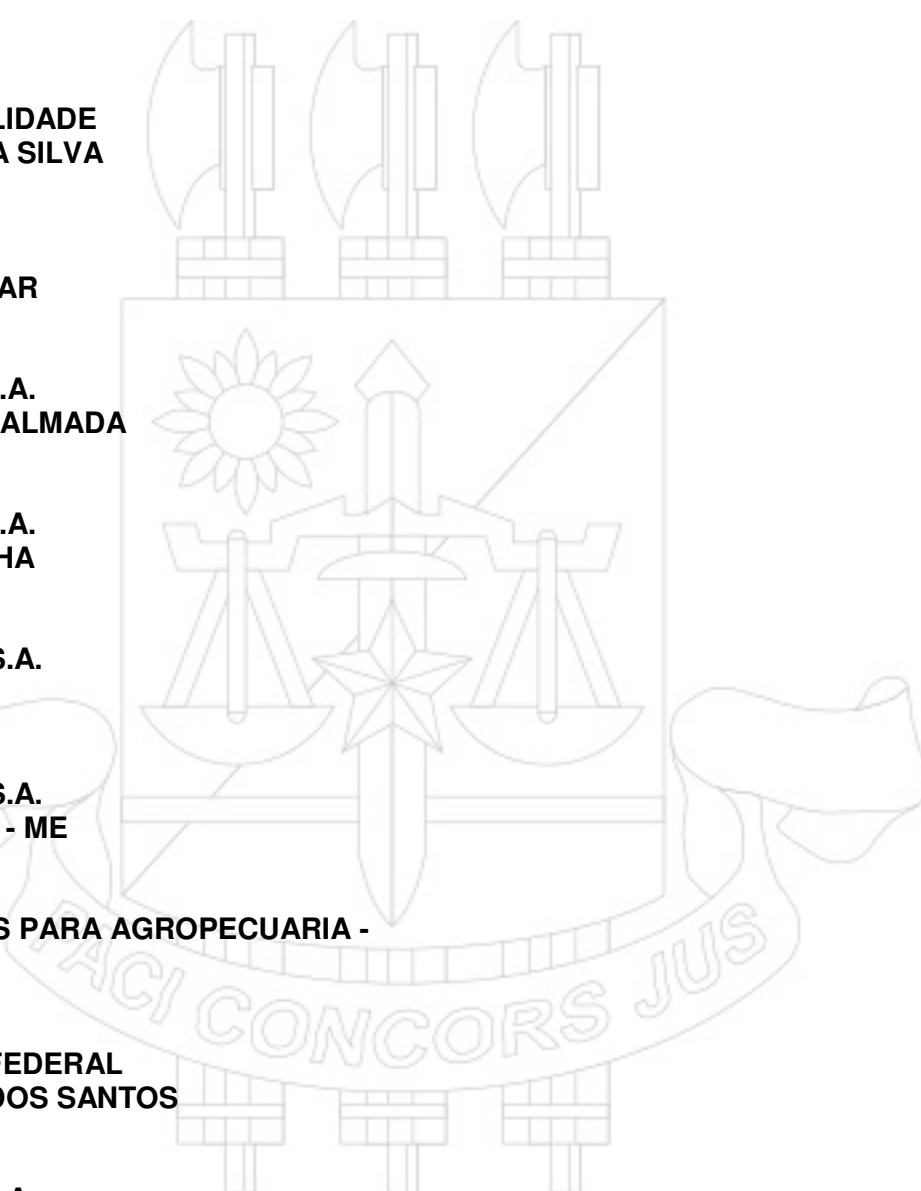 LIDADE
A SILVA
AR
.A.
ALMADA
.A.
HA
S.A.
S.A.
- ME
S PARA AGROPECUARIA -
PACI CONCORS JUS
FEDERAL
DOS SANTOS